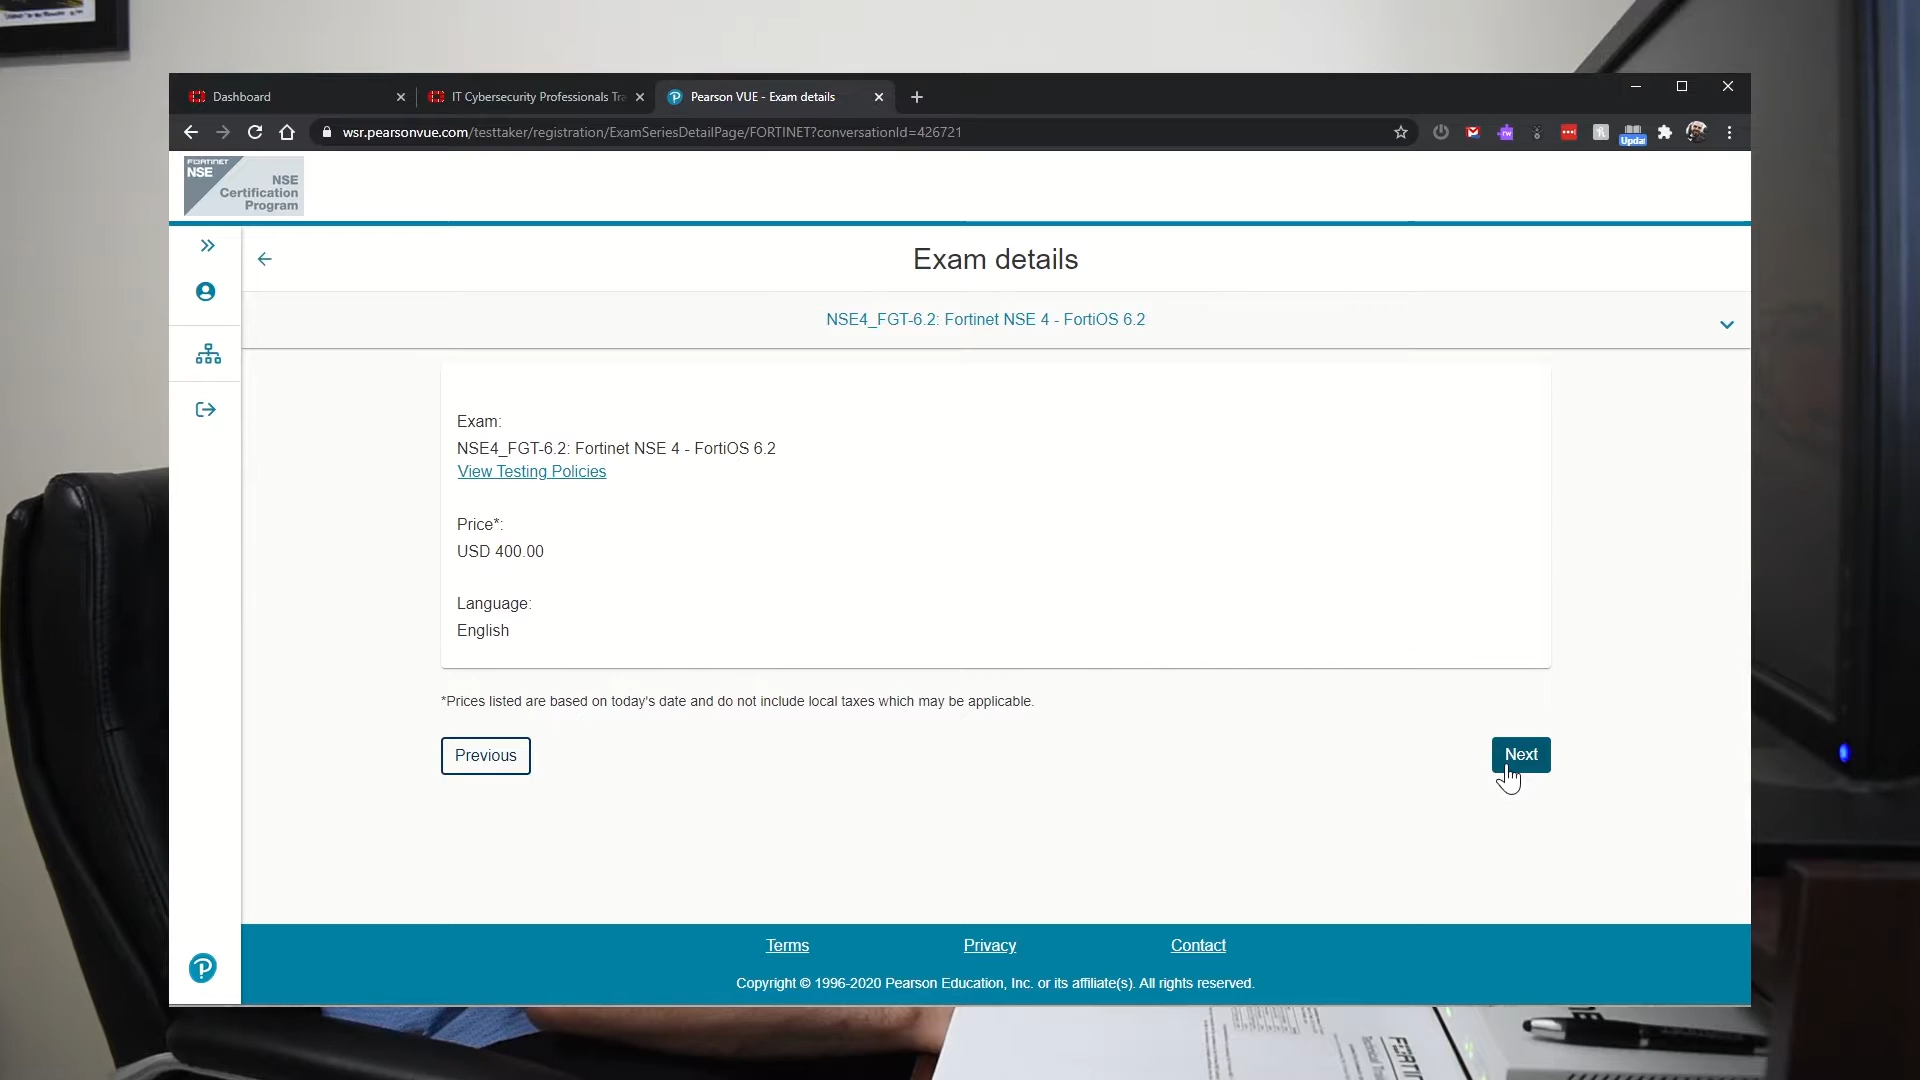 Dashboard
IT Cybersecurity Professionals Tra
Pearson VUE - Exam details
wsr.pearsonvue.com/testtaker/registration/ExamSeriesDetailPage/FORTINET?conversationId=426721
Updat
FORTINET
NSE
NSE
Certification
Program
Exam details
NSE4_FGT-6.2: Fortinet NSE 4 - FortiOS 6.2
Exam:
NSE4_FGT-6.2: Fortinet NSE 4 - FortiOS 6.2
View Testing Policies
Price*:
USD 400.00
Language:
English
*Prices listed are based on today's date and do not include local taxes which may be applicable.
Previous
Next
Terms
Privacy
Contact
Copyright © 1996-2020 Pearson Education, Inc. or its affiliate(s). All rights reserved.